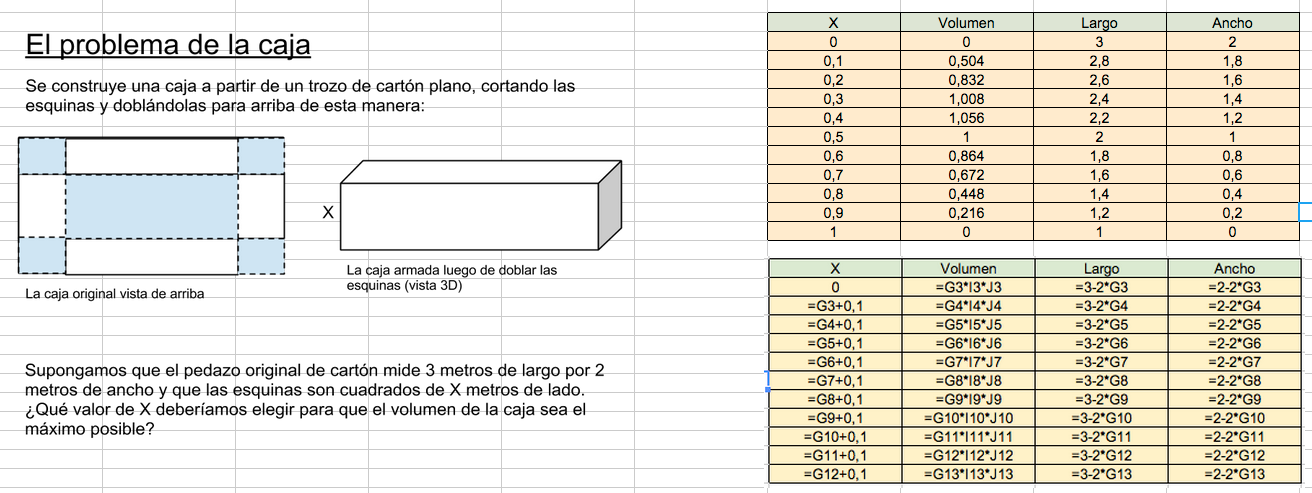 El problema de la caja
Se construye una caja a partir de un trozo de cartón plano, cortando las
esquinas y doblándolas para arriba de esta manera:
X
La caja original vista de arriba
La caja armada luego de doblar las
esquinas (vista 3D)
Supongamos que el pedazo original de cartón mide 3 metros de largo por 2
metros de ancho y que las esquinas son cuadrados de X metros de lado.
¿Qué valor de X deberíamos elegir para que el volumen de la caja sea el
máximo posible?
X Volumen Largo Ancho
0 0 3 2
0,1 0,504 2,8 1,8
0,2 0,832 2,6 1,6
0,3 1,008 2,4 1,4
0,4 1,056 2,2 1,2
0,5 1 2 1
0,6 0,864 1,8 0,8
0,7 0,672 1,6 0,6
0,8 0,448 1,4 0,4
0,9 0,216 1,2 0,2
1 0 1 0
X Volumen Largo Ancho
0 =G3*I3*J3 =3-2*G3 =2-2*G3
=G3+0,1 =G4*I4*J4 =3-2*G4 =2-2*G4
=G4+0,1 =G5*I5*J5 =3-2*G5 =2-2*G5
=G5+0,1 =G6*I6*J6 =3-2*G6 =2-2*G6
=G6+0,1 =G7*I7*J7 =3-2*G7 =2-2*G7
=G7+0,1 =G8*I8*J8 =3-2*G8 =2-2*G8
=G8+0,1 =G9*I9*J9 =3-2*G9 =2-2*G9
=G9+0,1 =G10*I10*J10 =3-2*G10 =2-2*G10
=G10+0,1 =G11*I11*J11 =3-2*G11 =2-2*G11
=G11+0,1 =G12*I12*J12 =3-2*G12 =2-2*G12
=G12+0,1 =G13*I13*J13 =3-2*G13 =2-2*G13